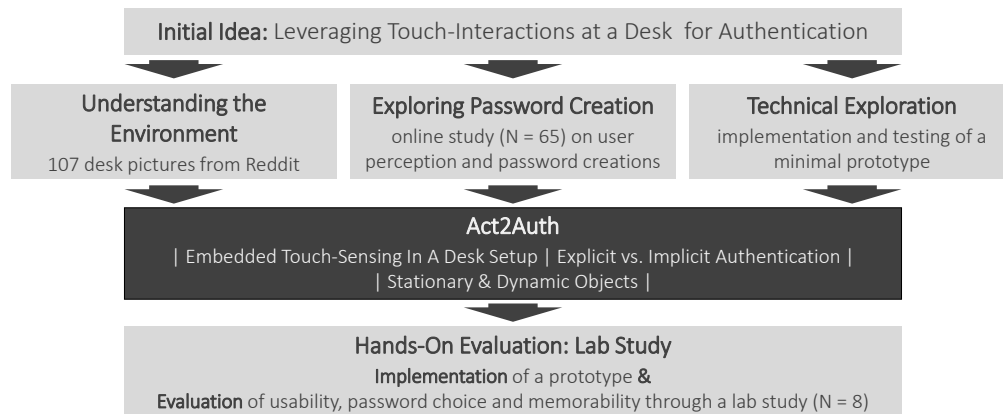 Initial Idea: Leveraging Touch-Interactions at a Desk for Authentication
Understanding the
Environment
107 desk pictures from Reddit
Exploring Password Creation
online study (N = 65) on user
perception and password creations
Technical Exploration
implementation and testing of a
minimal prototype
Act2Auth
| Embedded Touch-Sensing In A Desk Setup | Explicit vs. Implicit Authentication |
| Stationary & Dynamic Objects |
Hands-On Evaluation: Lab Study
Implementation of a prototype &
Evaluation of usability, password choice and memorability through a lab study (N = 8)